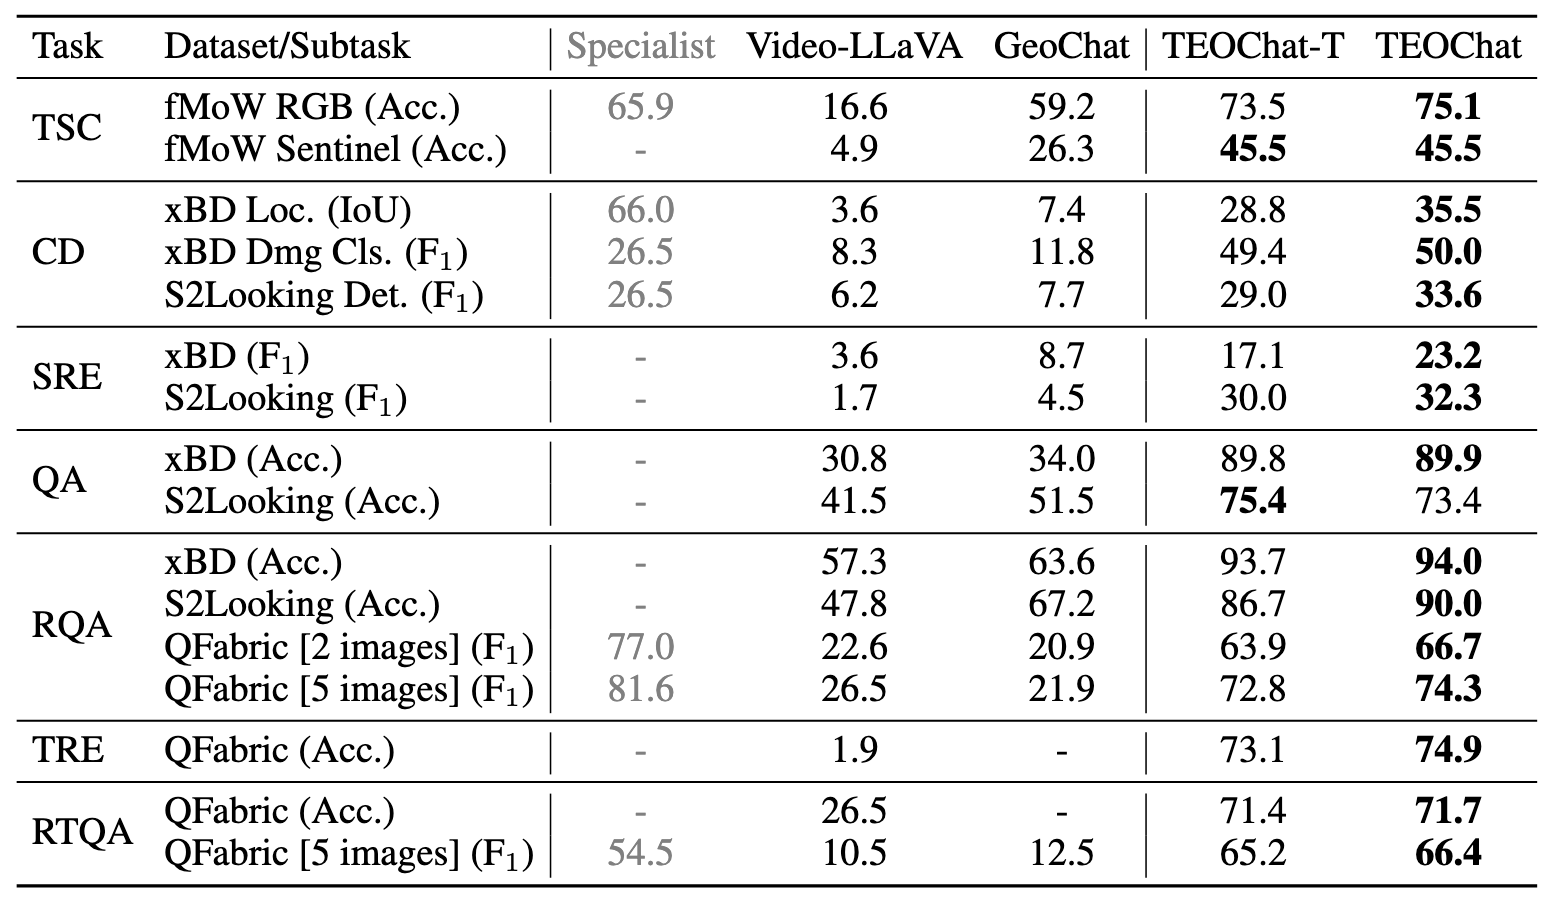 Task Dataset/Subtask Specialist Video-LLaVA GeoChat TEOChat-T TEOChat
TSC fMoW RGB (Acc.) 65.9 16.6 59.2 73.5 75.1
fMoW Sentinel (Acc.) - 4.9 26.3 45.5 45.5
CD xBD Loc. (IoU) 66.0 3.6 7.4 28.8 35.5
xBD Dmg Cls. (F₁) 26.5 8.3 11.8 49.4 50.0
S2Looking Det. (F₁) 26.5 6.2 7.7 29.0 33.6
SRE xBD (F₁) - 3.6 8.7 17.1 23.2
S2Looking (F₁) - 1.7 4.5 30.0 32.3
QA xBD (Acc.) - 30.8 34.0 89.8 89.9
S2Looking (Acc.) - 41.5 51.5 75.4 73.4
RQA xBD (Acc.) - 57.3 63.6 93.7 94.0
S2Looking (Acc.) - 47.8 67.2 86.7 90.0
QFabric [2 images] (F₁) 77.0 22.6 20.9 63.9 66.7
QFabric [5 images] (F₁) 81.6 26.5 21.9 72.8 74.3
TRE QFabric (Acc.) - 1.9 - 73.1 74.9
RTQA QFabric (Acc.) - 26.5 - 71.4 71.7
QFabric [5 images] (F₁) 54.5 10.5 12.5 65.2 66.4